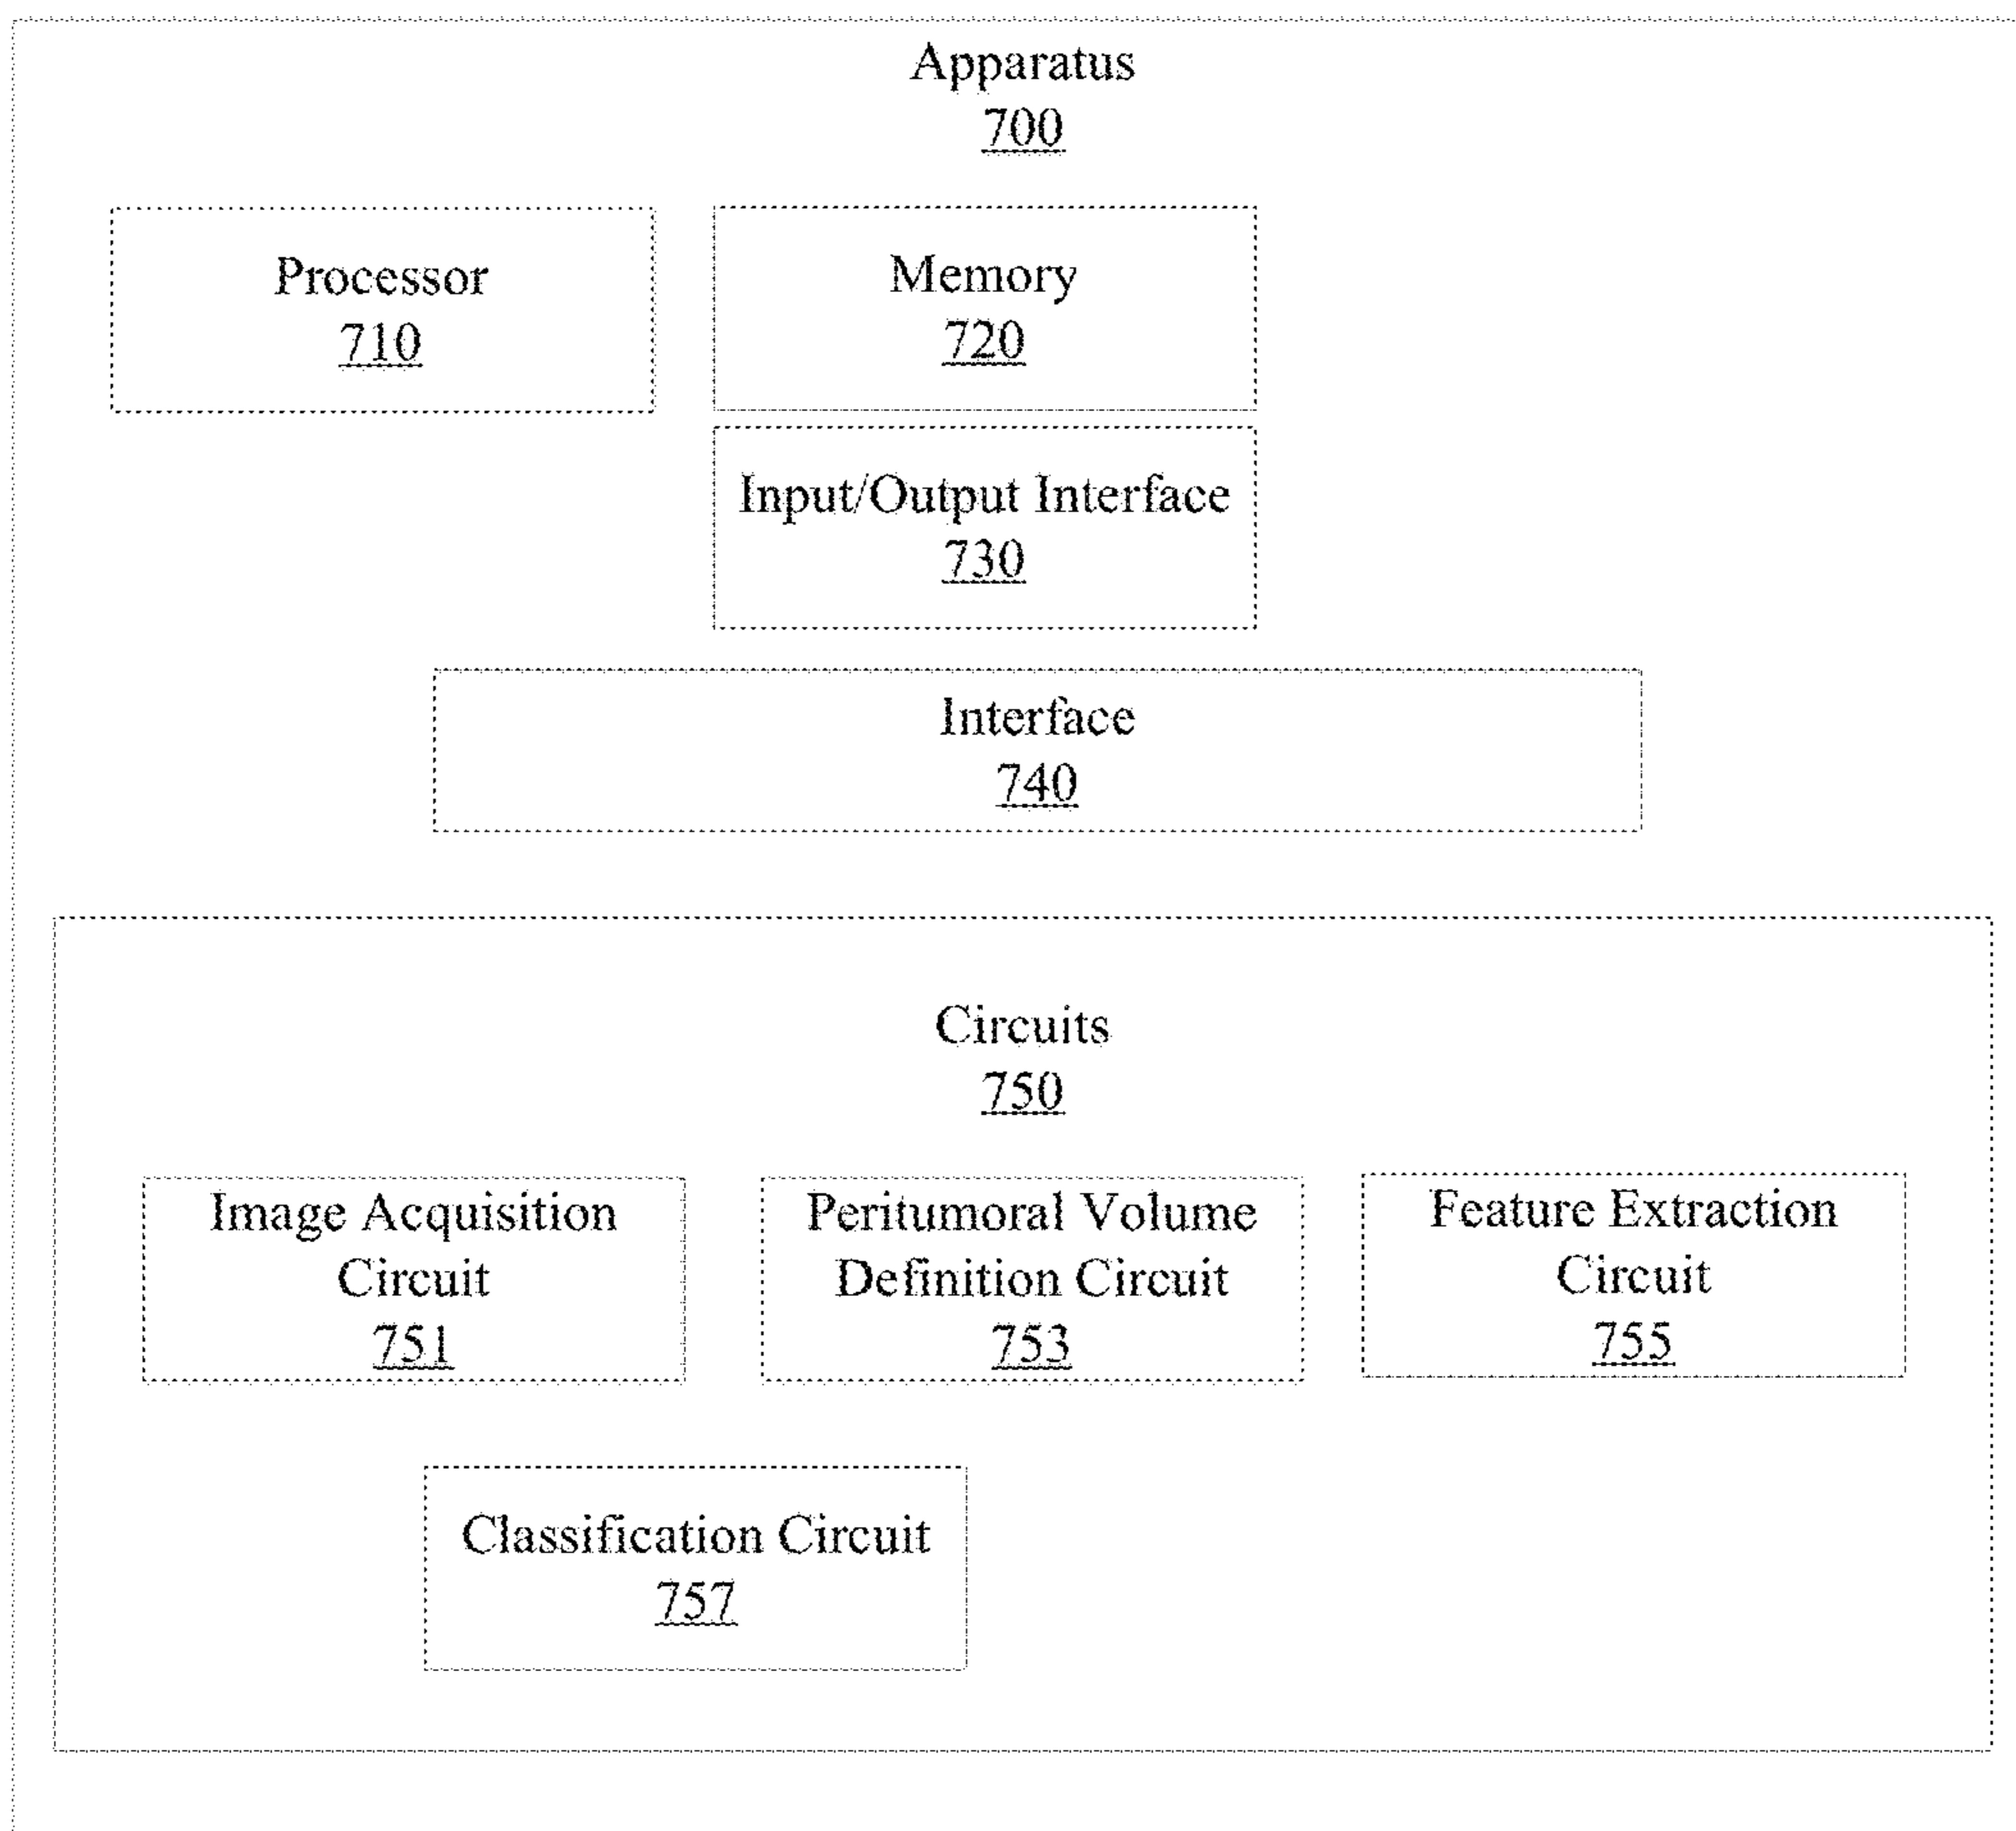 Apparatus
700
Processor
710
Memory
720
Input/Output Interface
730
Interface
740
Circuits
750
Image Acquisition
Circuit
751
Peritumoral Volume
Definition Circuit
753
Feature Extraction
Circuit
755
Classification Circuit
757